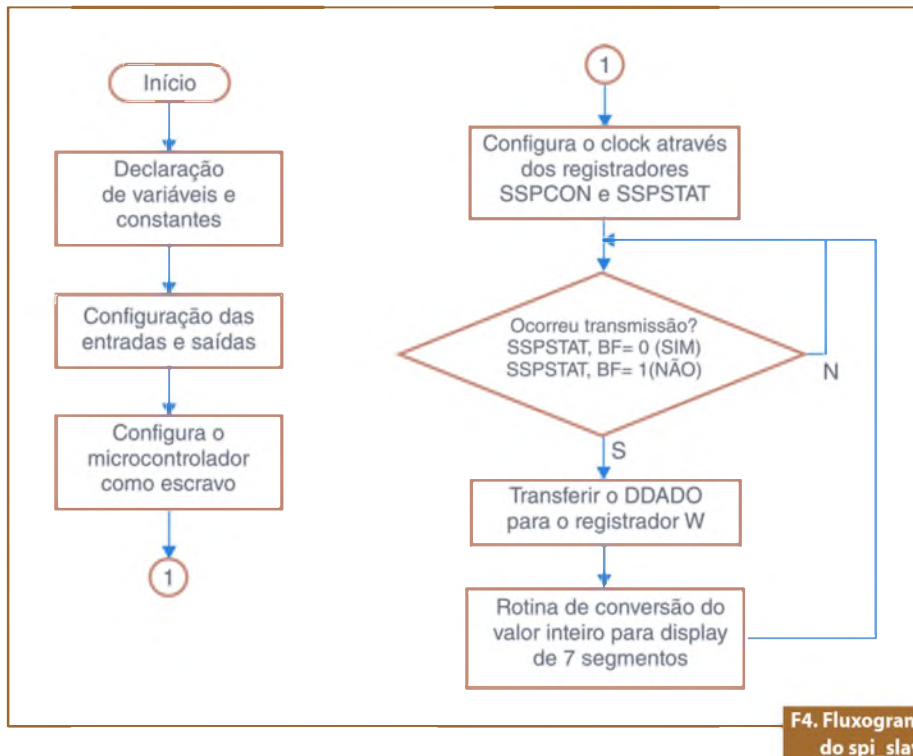 Início
Declaração
de variáveis e
constantes
Configuração das
entradas e saídas
Configura o
microcontrolador
como escravo
1
1
Configura o clock através
dos registradores
SSPCON e SSPSTAT
Ocorreu transmissão?
SSPSTAT, BF= 0 (SIM)
SSPSTAT, BF= 1(NÃO)
N
S
Transferir o DDADO
para o registrador W
Rotina de conversão do
valor inteiro para display
de 7 segmentos
F4.
do